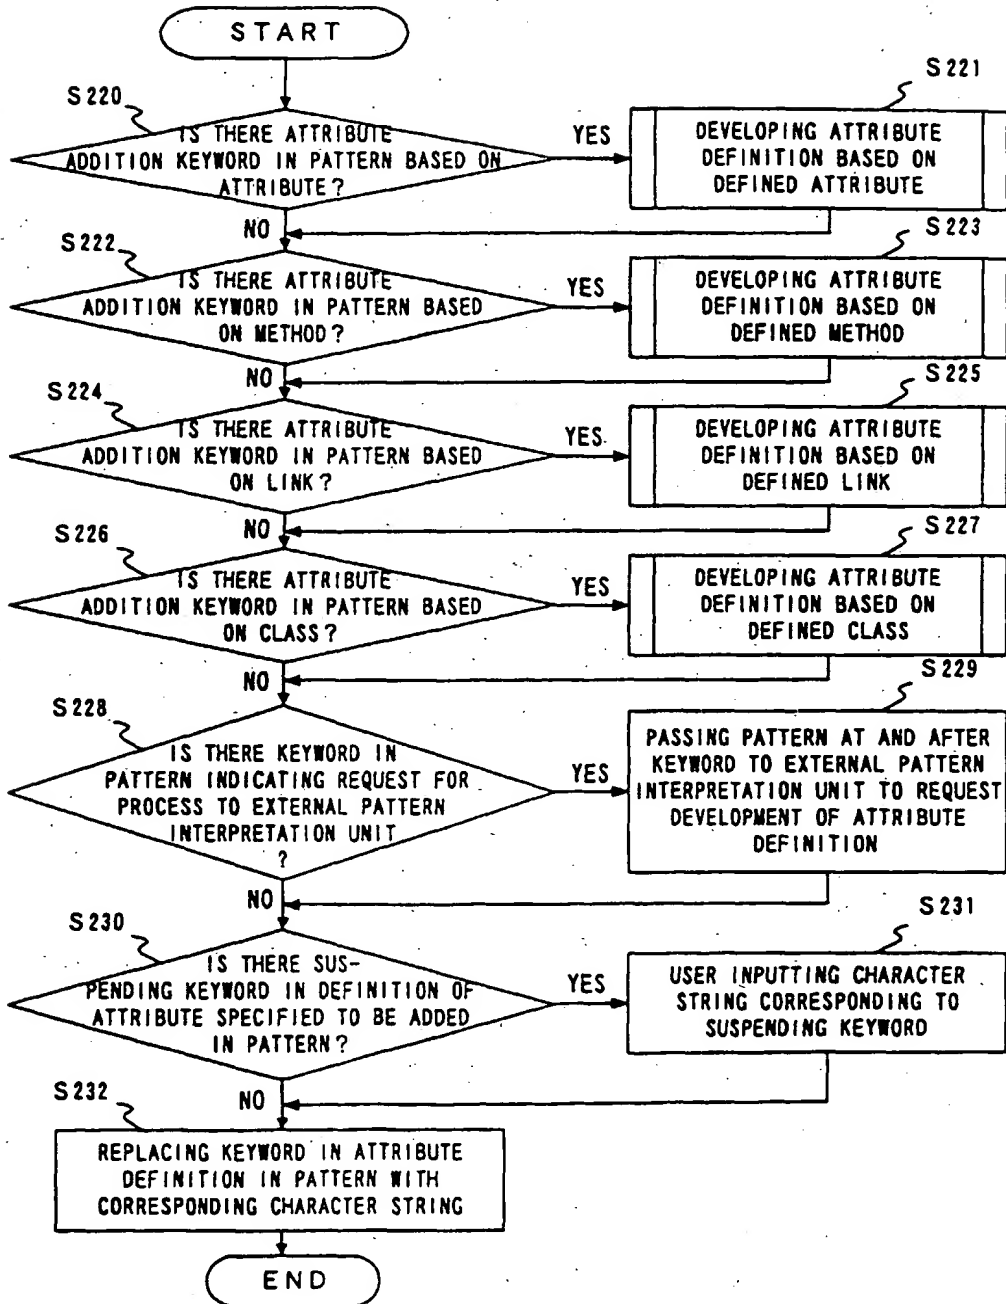 START
S220
IS THERE ATTRIBUTE
ADDITION KEYWORD IN PATTERN BASED ON
ATTRIBUTE?
YES
S221
DEVELOPING ATTRIBUTE
DEFINITION BASED ON
DEFINED ATTRIBUTE
NO
S222
IS THERE ATTRIBUTE
ADDITION KEYWORD IN PATTERN BASED
ON METHOD?
YES
S223
DEVELOPING ATTRIBUTE
DEFINITION BASED ON
DEFINED METHOD
NO
S224
IS THERE ATTRIBUTE
ADDITION KEYWORD IN PATTERN BASED
ON LINK?
YES
S225
DEVELOPING ATTRIBUTE
DEFINITION BASED ON
DEFINED LINK
NO
S226
IS THERE ATTRIBUTE
ADDITION KEYWORD IN PATTERN BASED
ON CLASS?
YES
S227
DEVELOPING ATTRIBUTE
DEFINITION BASED ON
DEFINED CLASS
NO
S228
IS THERE KEYWORD IN
PATTERN INDICATING REQUEST FOR
PROCESS TO EXTERNAL PATTERN
INTERPRETATION UNIT
?
YES
S229
PASSING PATTERN AT AND AFTER
KEYWORD TO EXTERNAL PATTERN
INTERPRETATION UNIT TO REQUEST
DEVELOPMENT OF ATTRIBUTE
DEFINITION
NO
S230
IS THERE SUS-
PENDING KEYWORD IN DEFINITION OF
ATTRIBUTE SPECIFIED TO BE ADDED
IN PATTERN?
YES
S231
USER INPUTTING CHARACTER
STRING CORRESPONDING TO
SUSPENDING KEYWORD
NO
S232
REPLACING KEYWORD IN ATTRIBUTE
DEFINITION IN PATTERN WITH
CORRESPONDING CHARACTER STRING
END